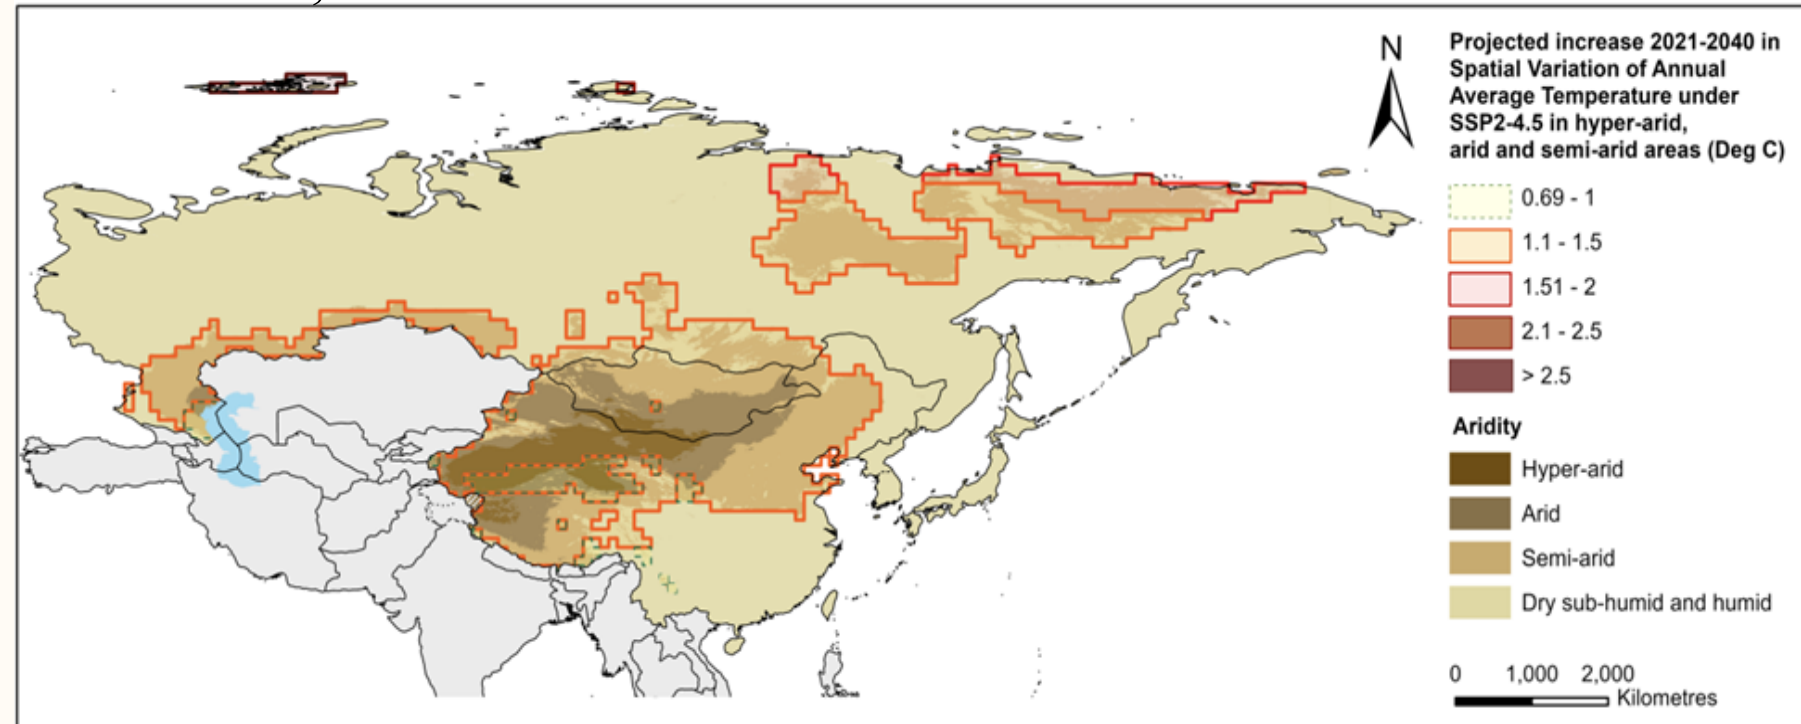 N
Projected increase 2021-2040 in
Spatial Variation of Annual
Average Temperature under
SSP2-4.5 in hyper-arid,
arid and semi-arid areas (Deg C)
0.69 - 1
1.1 - 1.5
1.51 - 2
2.1 - 2.5
> 2.5
Aridity
Hyper-arid
Arid
Semi-arid
Dry sub-humid and humid
0 1,000 2,000
Kilometres